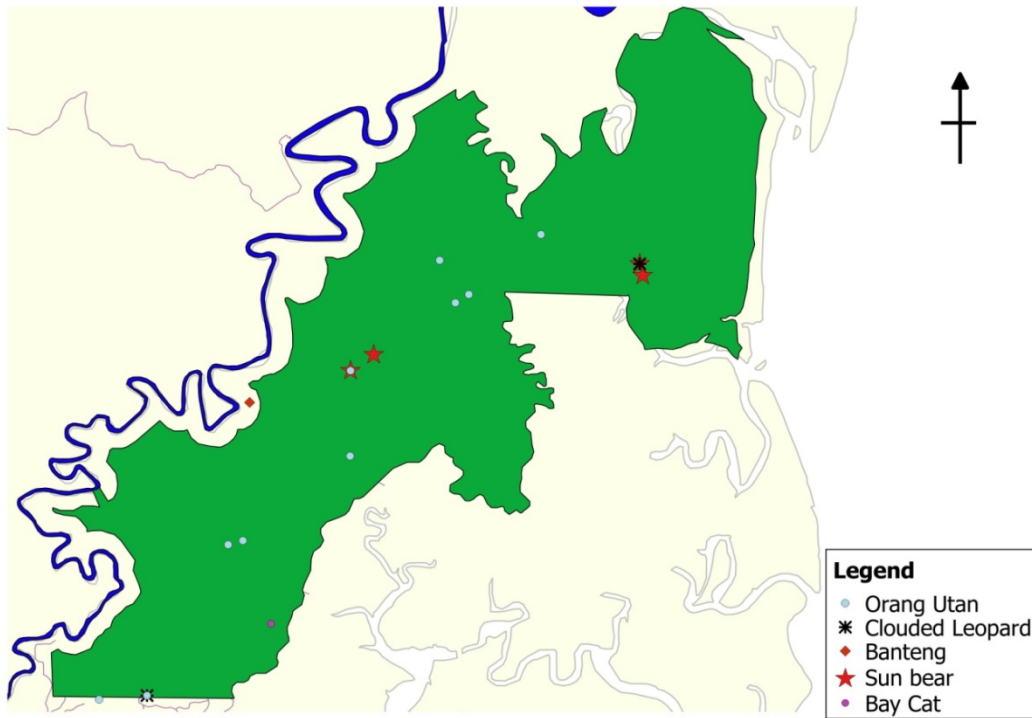 Legend
Orang Utan
Clouded Leopard
Banteng
Sun bear
Bay Cat